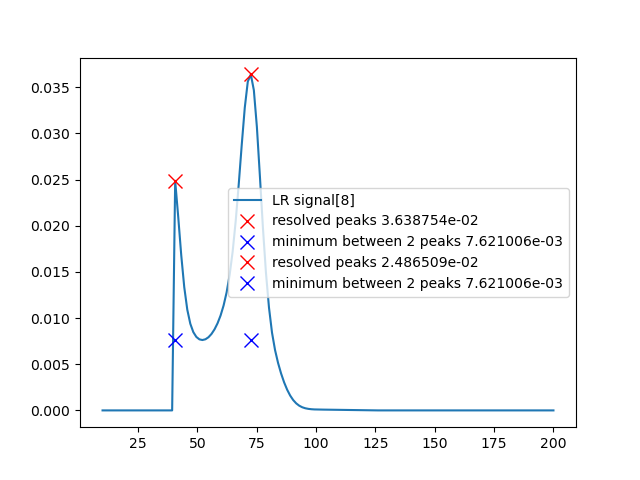 0.035
0.030
0.025
0.020
0.015
0.010
0.005
0.000
LR signal[8]
resolved peaks 3.638754e-02
minimum between 2 peaks 7.621006e-03
resolved peaks 2.486509e-02
minimum between 2 peaks 7.621006e-03
25 50 75 100 125 150 175 200